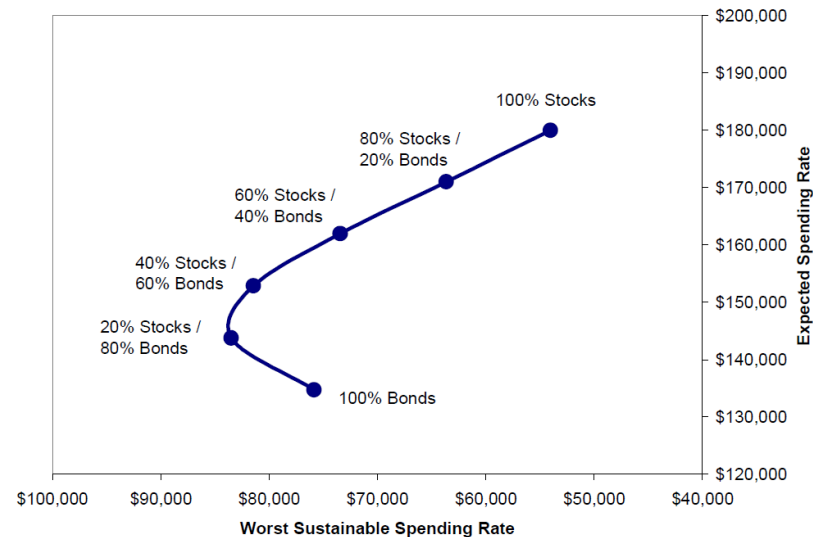 $200,000
$190,000
100% Stocks
$180,000
80% Stocks /
20% Bonds
$170,000
60% Stocks /
40% Bonds
$160,000
40% Stocks /
60% Bonds
$150,000
20% Stocks /
80% Bonds
$140,000
100% Bonds
$130,000
$120,000
Expected Spending Rate
$100,000 $90,000 $80,000 $70,000 $60,000 $50,000 $40,000
Worst Sustainable Spending Rate